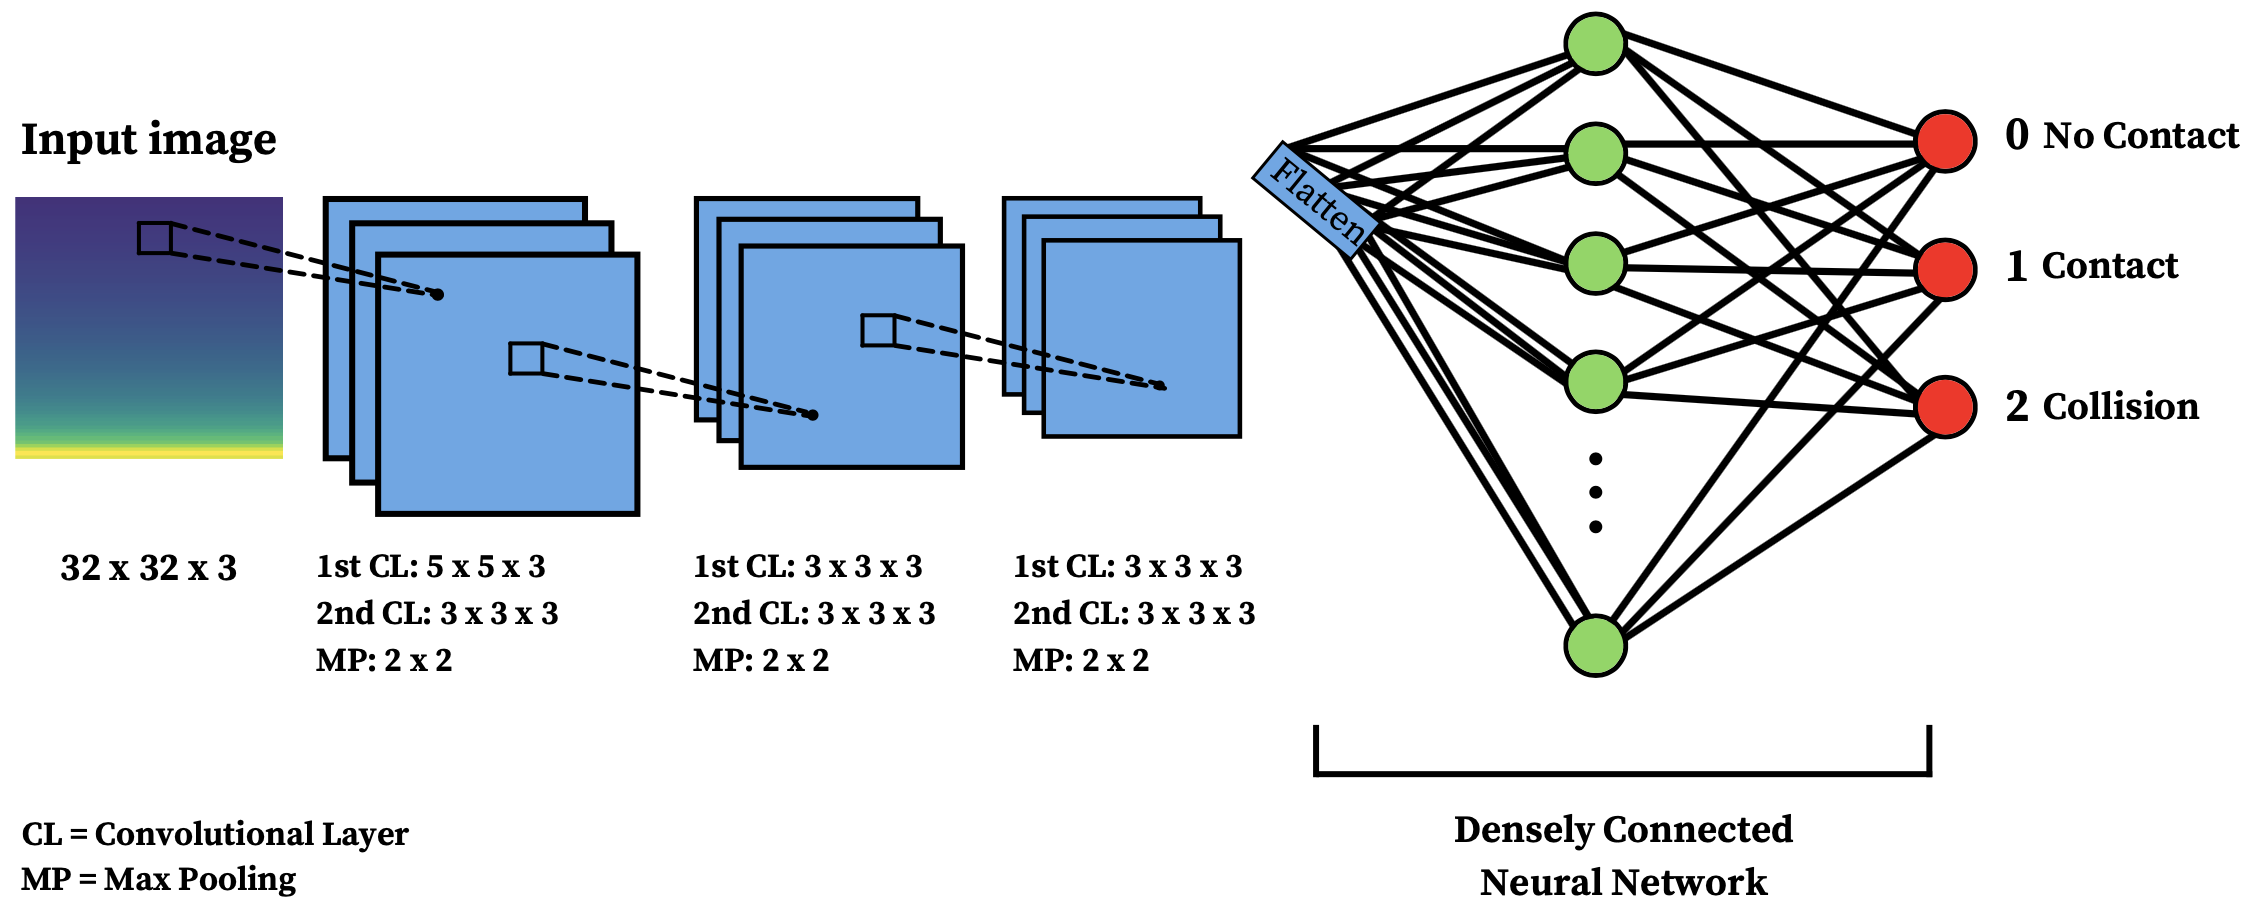 Input image
32 x 32 x 3
1st CL: 5 x 5 x 3
2nd CL: 3 x 3 x 3
MP: 2 x 2
1st CL: 3 x 3 x 3
2nd CL: 3 x 3 x 3
MP: 2 x 2
1st CL: 3 x 3 x 3
2nd CL: 3 x 3 x 3
MP: 2 x 2
Flatten
0 No Contact
1 Contact
2 Collision
Densely Connected
Neural Network
CL = Convolutional Layer
MP = Max Pooling